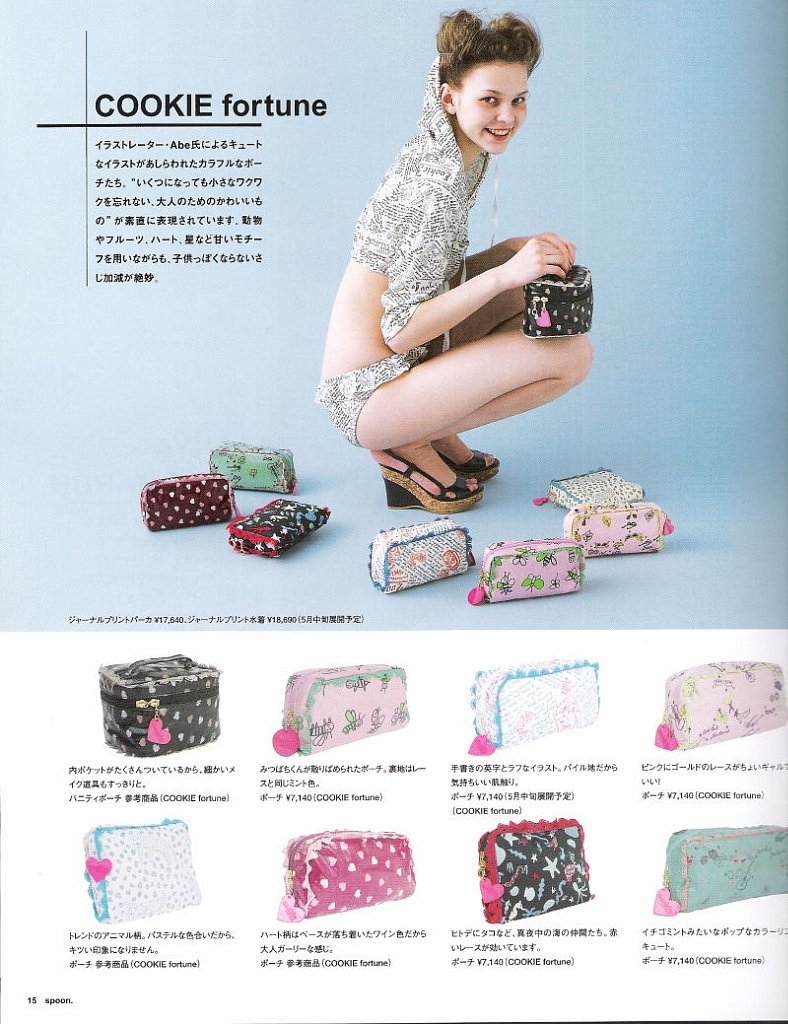 COOKIE fortune
イラストレーター・Abe氏によるキュート
なイラストがあしらわれたカラフルなポー
チたち。“いくつになっても小さなワクワ
クを忘れない、大人のためのかわいいも
の”が素直に表現されています。動物
やフルーツ、ハート、星など甘いモチー
フを用いながらも、子供っぽくならないさ
じ加減が絶妙。
ジャーナルプリントパーカ ¥17,640、ジャーナルプリント水着 ¥18,690(5月中旬展開予定)
内ポケットがたくさんついているから、細かいメ
イク道具もすっきりと。
バニティポーチ 参考商品(COOKIE fortune)
みつばちくんが散りばめられたポーチ。裏地はレー
スと同じミント色。
ポーチ ¥7,140(COOKIE fortune)
手書きの英字とラフなイラスト。パイル地だから
気持ちいい肌触り。
ポーチ ¥7,140(5月中旬展開予定)
(COOKIE fortune)
ピンクにゴールドのレースがちょいギャルで
いい!
ポーチ ¥7,140(COOKIE fortune)
トレンドのアニマル柄。パステルな色合いだから、
キツい印象になりません。
ポーチ 参考商品(COOKIE fortune)
ハート柄はベースが落ち着いたワイン色だから
大人ガーリーな感じ。
ポーチ 参考商品(COOKIE fortune)
ヒトデにタコなど、真夜中の海の仲間たち。赤
いレースが効いています。
ポーチ ¥7,140(COOKIE fortune)
イチゴミントみたいなポップなカラーリン
キュート。
ポーチ ¥7,140(COOKIE fortune)
15 spoon.